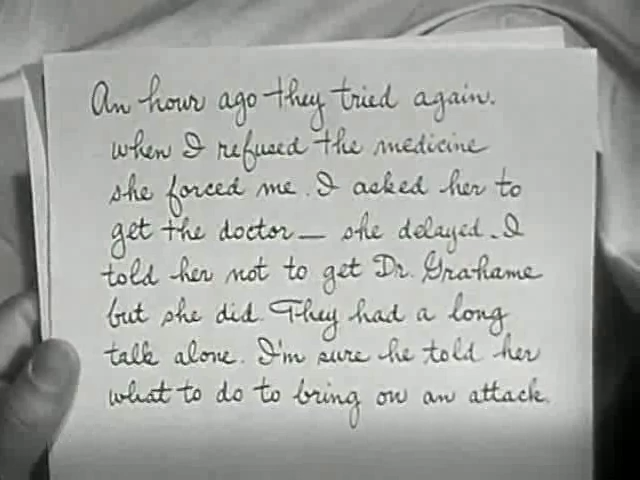 An hour ago they tried again.
when I refused the medicine
she forced me. I asked her to
get the doctor — she delayed. I
told her not to get Dr. Grahame
but she did. They had a long
talk alone. I'm sure he told her
what to do to bring on an attack.